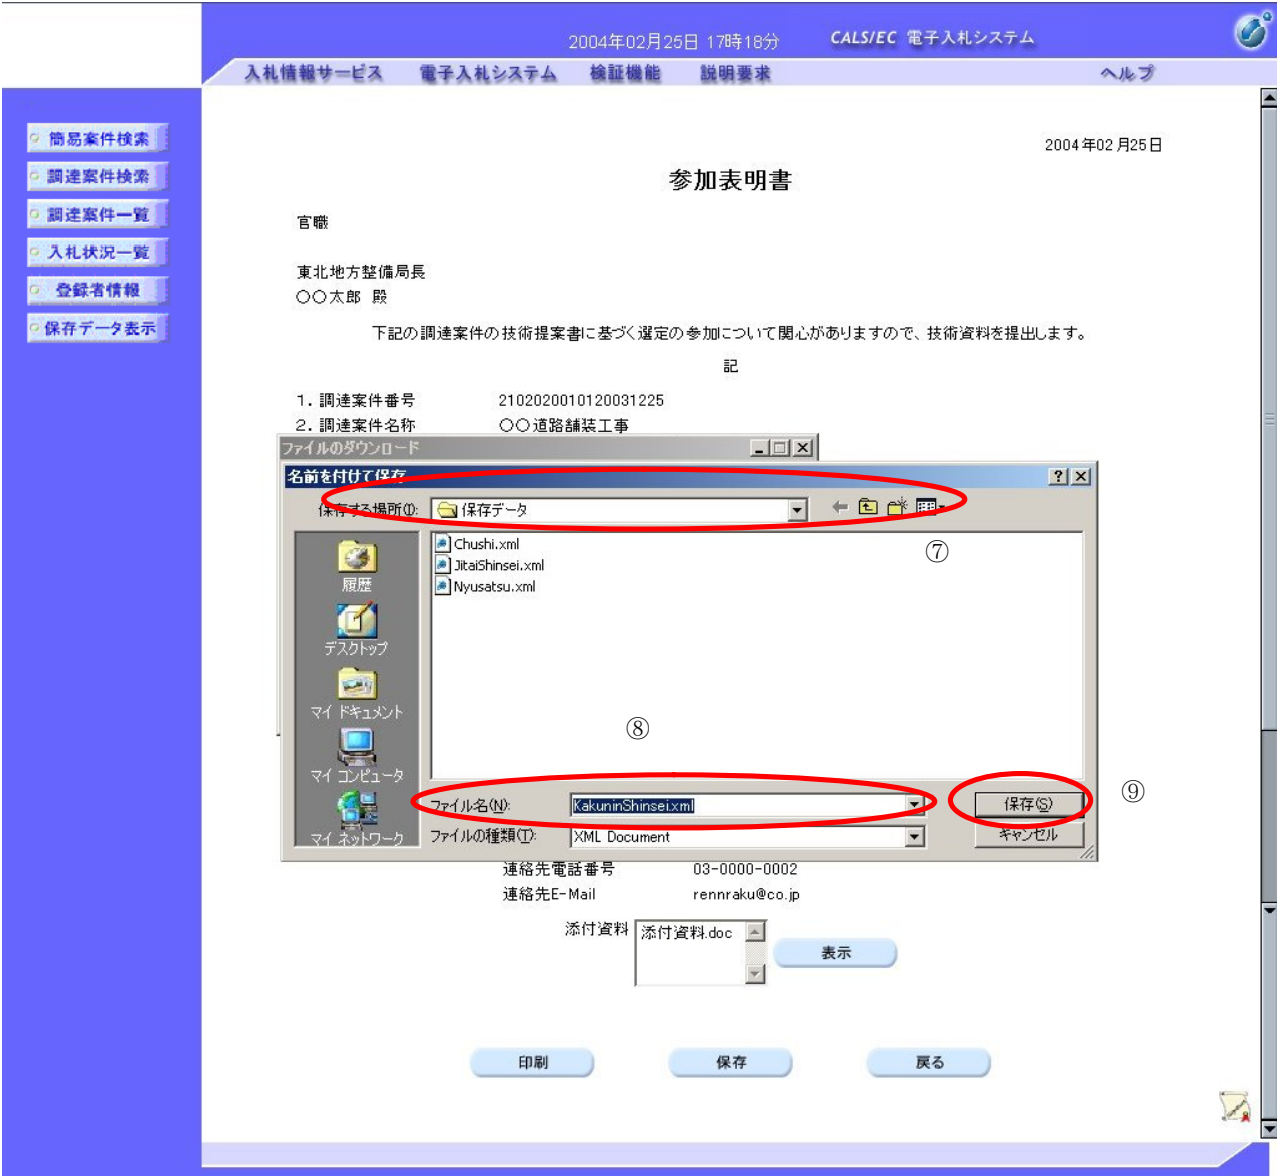 2004年02月25日 17時18分
CALS/EC 電子入札システム
入札情報サービス
電子入札システム
検証機能
説明要求
ヘルプ
簡易案件検索
調達案件検索
調達案件一覧
入札状況一覧
登録者情報
保存データ表示
2004年02月25日
参加表明書
官職
東北地方整備局長
〇〇太郎 殿
下記の調達案件の技術提案書に基づく選定の参加について関心がありますので、技術資料を提出します。
記
1. 調達案件番号 2102020010120031225
2. 調達案件名称 〇〇道路舗装工事
ファイルのダウンロード
名前を付けて保存
保存する場所(I): 保存データ
⑦
Chushi.xml
JitaiShinsei.xml
Nyusatsu.xml
履歴
デスクトップ
マイ ドキュメント
マイ コンピュータ
マイ ネットワーク
⑧
ファイル名(N): KakuninShinsei.xml
保存(S)
⑨
ファイルの種類(T): XML Document
キャンセル
連絡先電話番号 03-0000-0002
連絡先E-Mail rennraku@co.jp
添付資料 添付資料.doc
表示
印刷
保存
戻る